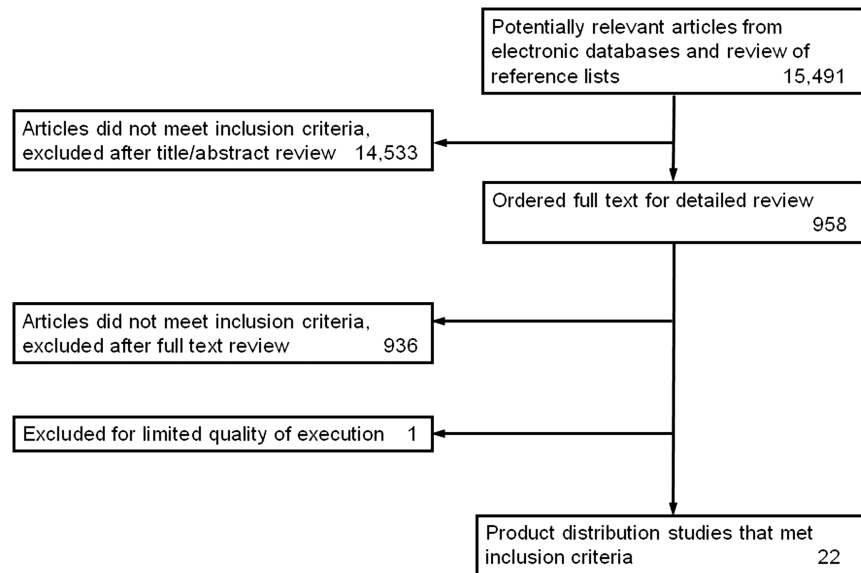 Potentially relevant articles from
electronic databases and review of
reference lists 15,491
Articles did not meet inclusion criteria,
excluded after title/abstract review 14,533
Ordered full text for detailed review
958
Articles did not meet inclusion criteria,
excluded after full text review 936
Excluded for limited quality of execution 1
Product distribution studies that met
inclusion criteria 22